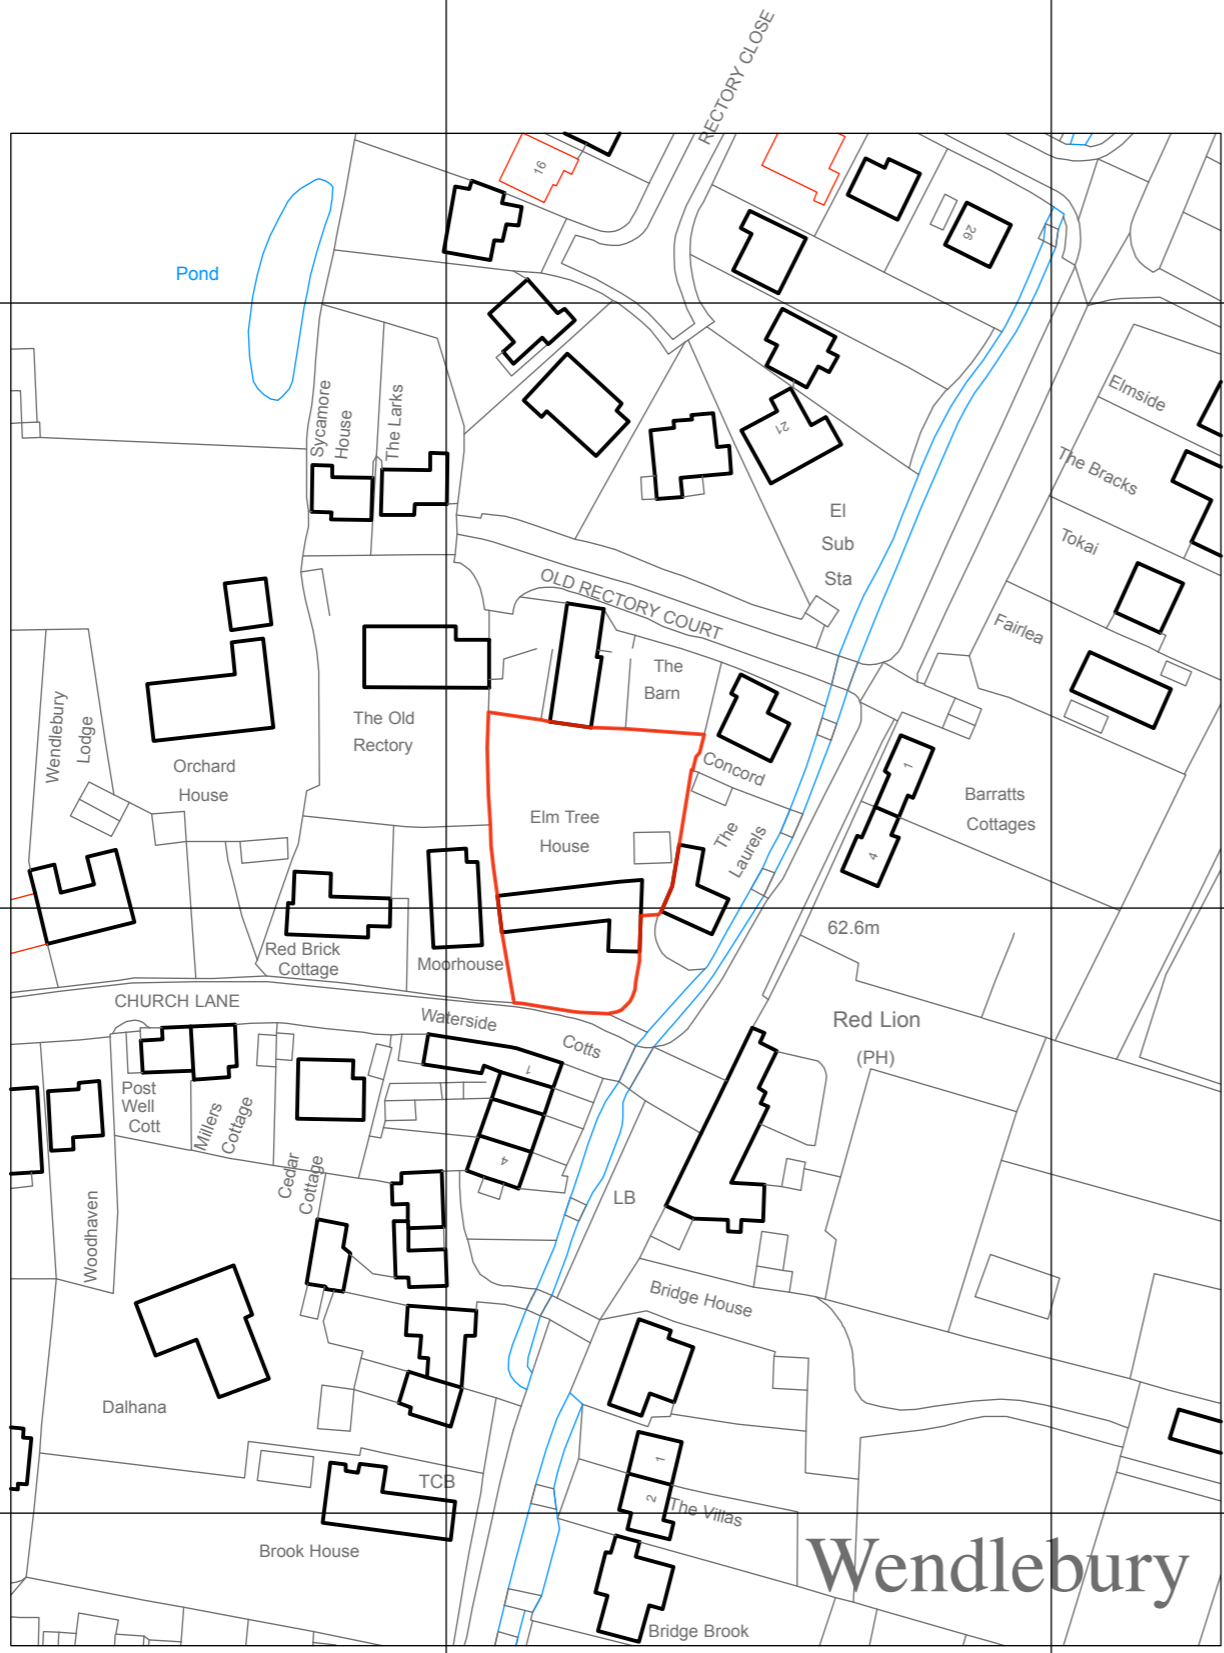 RECTORY CLOSE
16
26
Pond
Sycamore
House
The Larks
21
Elmside
The Bracks
Tokai
Fairlea
El
Sub
Sta
OLD RECTORY COURT
The
Barn
Wendlebury
Lodge
The Old
Rectory
Orchard
House
Concord
Elm Tree
House
The
Laurels
1
4
Barratts
Cottages
62.6m
Red Brick
Cottage
Moorhouse
CHURCH LANE
Waterside
Cotts
1
4
Red Lion
(PH)
Post
Well
Cott
Millers
Cottage
Cedar
Cottage
Woodhaven
LB
Bridge House
Dalhana
TCB
1
2
The Villas
Brook House
Wendlebury
Bridge Brook